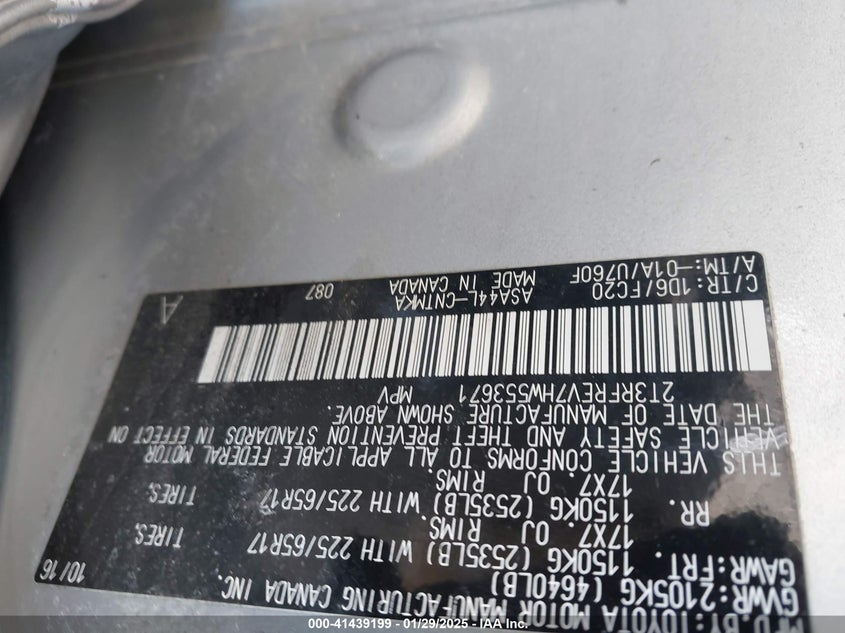 MFD.BY:TOYOTA MOTOR MANUFACTURING CANADA INC. 10/16
GVWR:2105KG (4640LB)
GAWR:FRT. 1150KG (2535LB) WITH 225/65R17 TIRES,
17X7. 0J RIMS
RR. 1150KG (2535LB) WITH 225/65R17 TIRES,
17X7. 0J RIMS
THIS VEHICLE CONFORMS TO ALL APPLICABLE FEDERAL MOTOR
VEHICLE SAFETY AND THEFT PREVENTION STANDARDS IN EFFECT ON
THE DATE OF MANUFACTURE SHOWN ABOVE.
2T3RFREV7HW553671 MPV
C/TR:1D6/FC20 ASA44L-CNTMKA 087 A
A/TM:-01A/U760F MADE IN CANADA
000-41439199 - 01/29/2025 - IAA Inc.